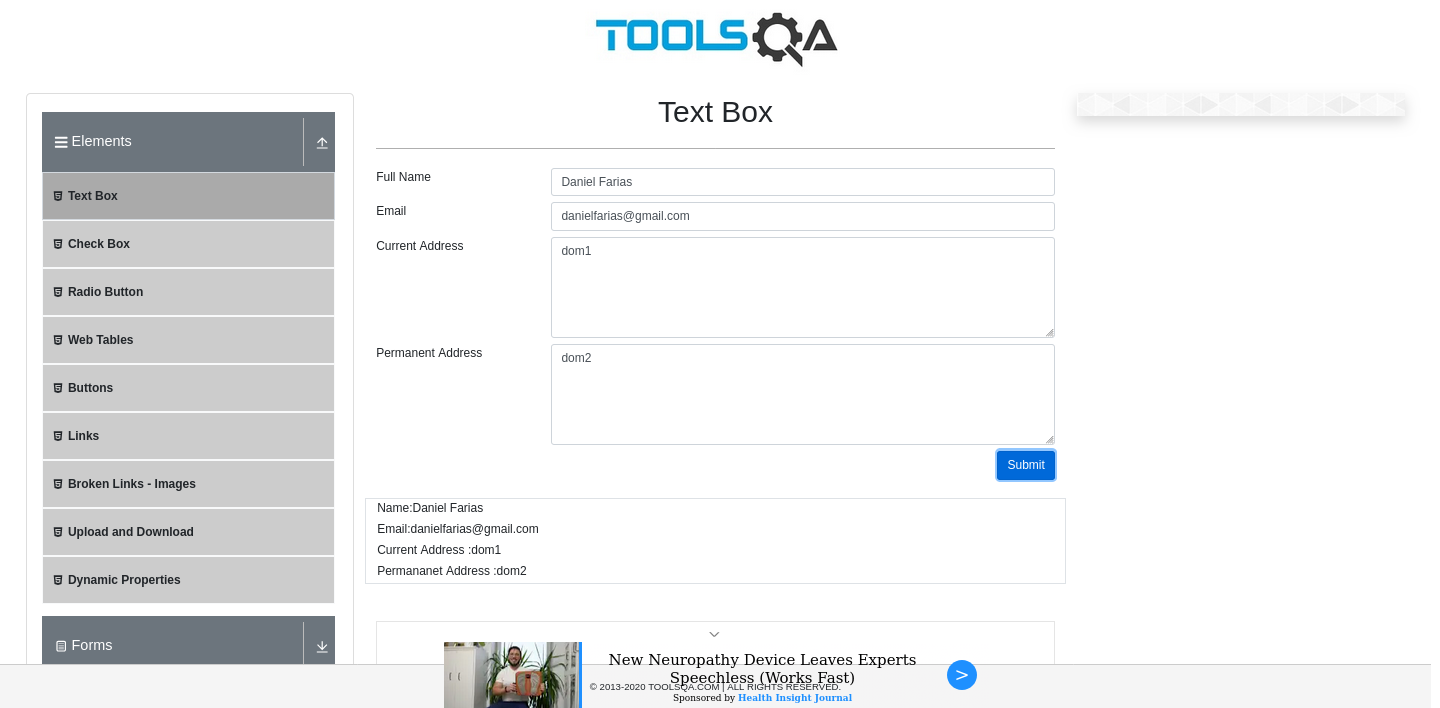 TOOLSQA
Elements
Text Box
Check Box
Radio Button
Web Tables
Buttons
Links
Broken Links - Images
Upload and Download
Dynamic Properties
Forms
Text Box
Full Name
Daniel Farias
Email
danielfarias@gmail.com
Current Address
dom1
Permanent Address
dom2
Submit
Name:Daniel Farias
Email:danielfarias@gmail.com
Current Address :dom1
Permananet Address :dom2
New Neuropathy Device Leaves Experts
Speechless (Works Fast)
© 2013-2020 TOOLSQA.COM | ALL RIGHTS RESERVED.
Sponsored by Health Insight Journal